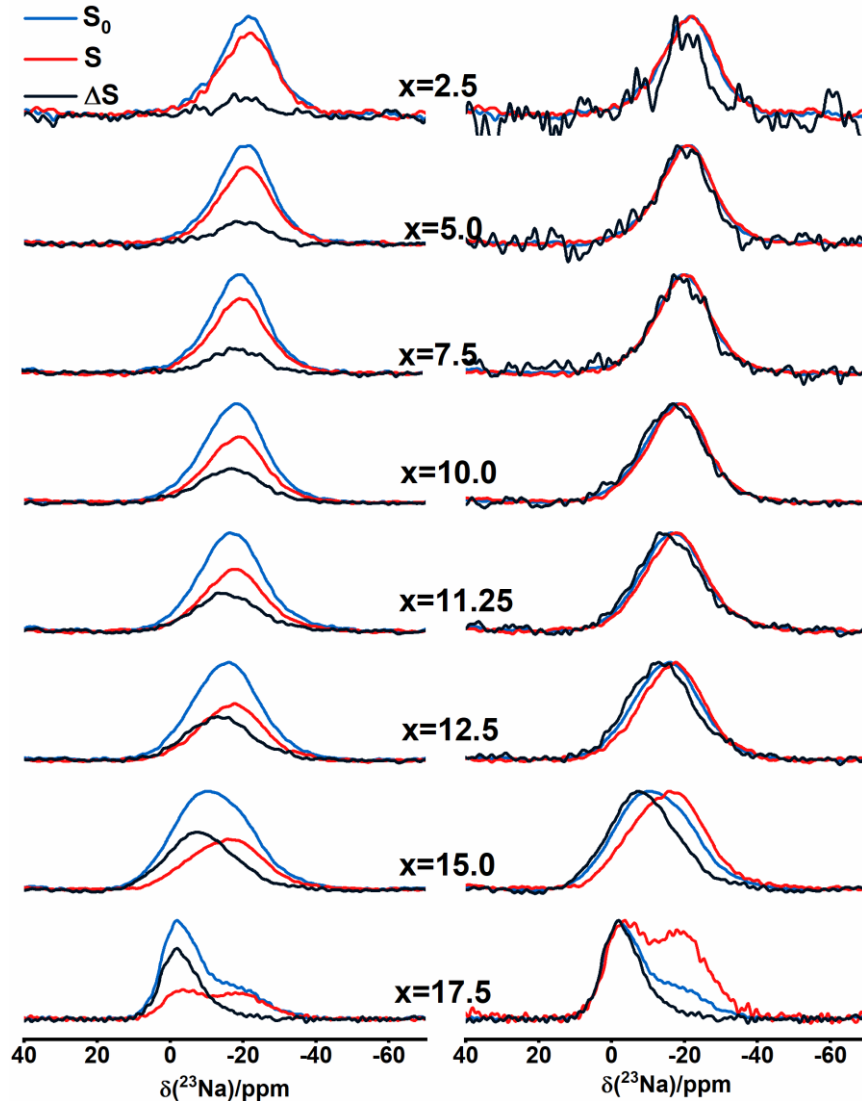 S₀
S
ΔS
x=2.5
x=5.0
x=7.5
x=10.0
x=11.25
x=12.5
x=15.0
x=17.5
40 20 0 -20 -40 -60 40 20 0 -20 -40 -60
δ(²³Na)/ppm δ(²³Na)/ppm